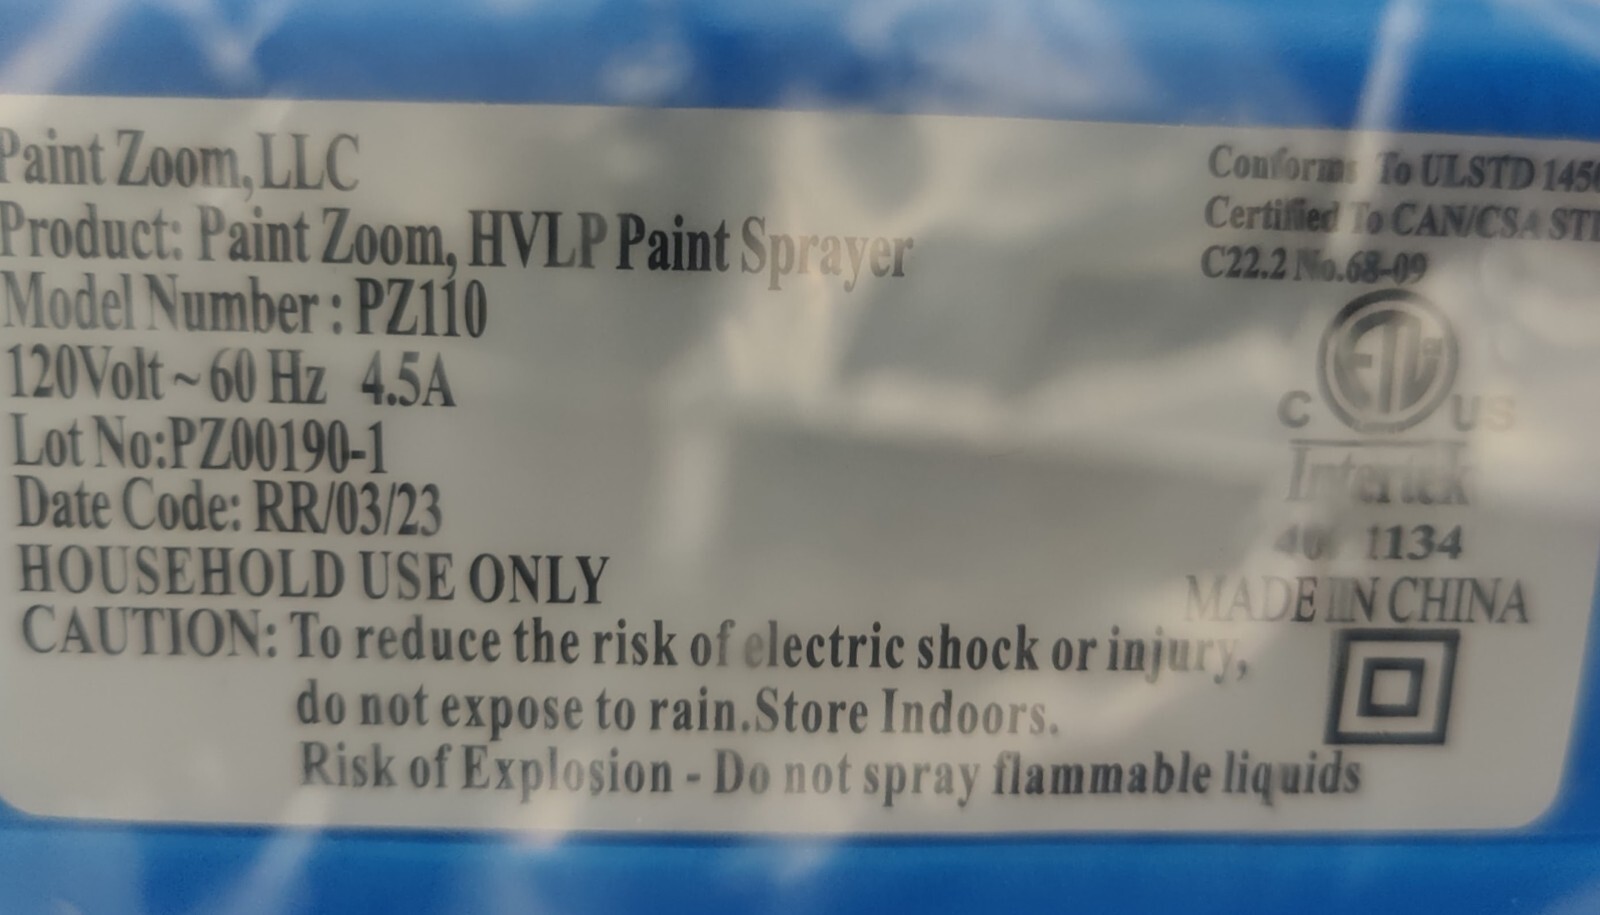 Paint Zoom,LLC
Product: Paint Zoom, HVLP Paint Sprayer
Model Number : PZ110
120Volt ~ 60 Hz 4.5A
Lot No:PZ00190-1
Date Code: RR/03/23
HOUSEHOLD USE ONLY
CAUTION: To reduce the risk of electric shock or injury,
do not expose to rain.Store Indoors.
Risk of Explosion - Do not spray flammable liquids
Conforms To ULSTD
Certified To CAN/CSA
C22.2 No.68-09
C ETL US
Intertek
1134
MADE IN CHINA